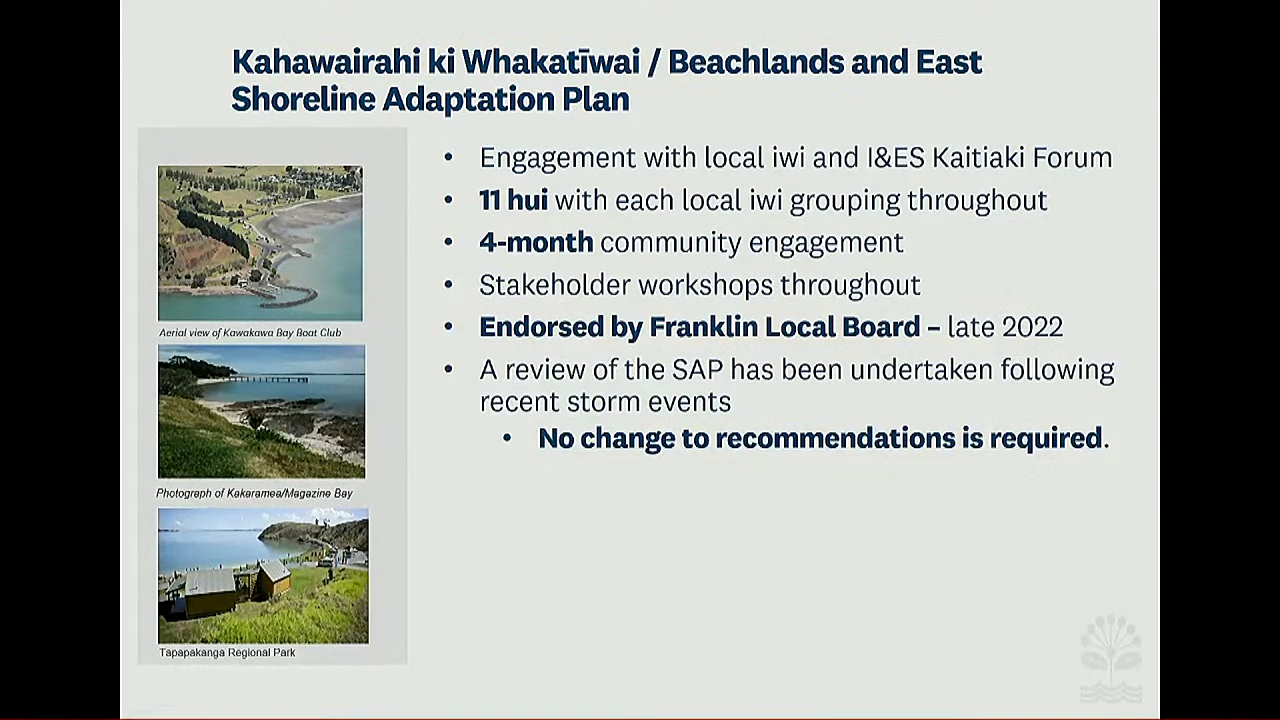 Kahawairahi ki Whakatīwai / Beachlands and East
Shoreline Adaptation Plan
• Engagement with local iwi and I&ES Kaitiaki Forum
• 11 hui with each local iwi grouping throughout
• 4-month community engagement
• Stakeholder workshops throughout
• Endorsed by Franklin Local Board – late 2022
• A review of the SAP has been undertaken following
recent storm events
• No change to recommendations is required.
Aerial view of Kawakawa Bay Boat Club
Photograph of Kakaramea/Magazine Bay
Tapapakanga Regional Park